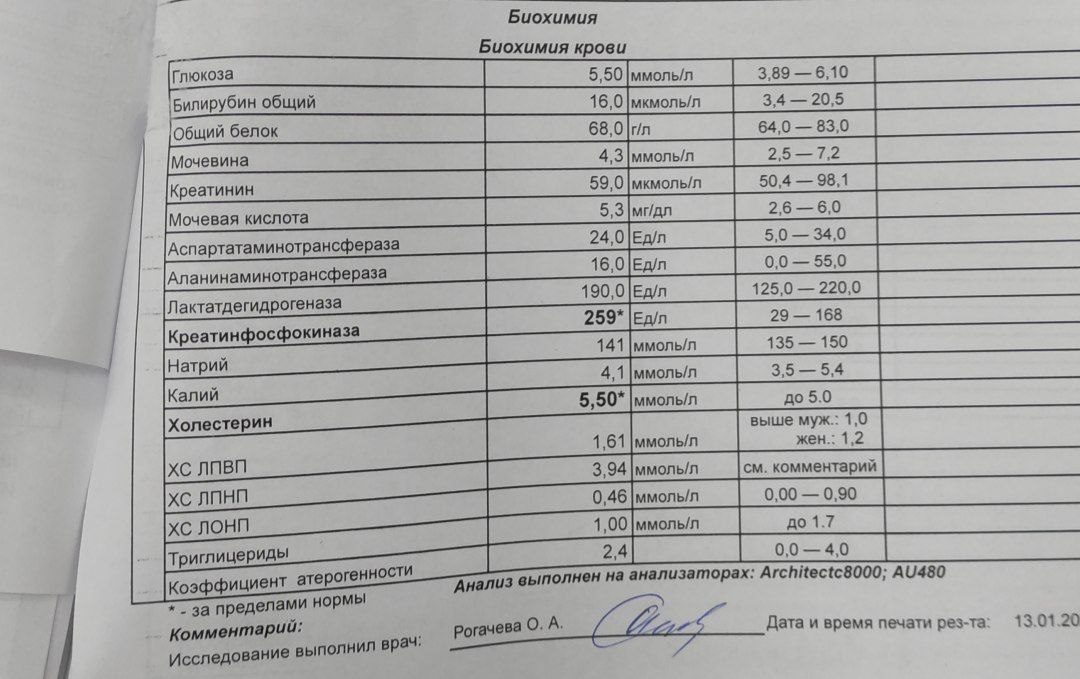 Биохимия
Биохимия крови
Глюкоза 5,50 ммоль/л 3,89 — 6,10
Билирубин общий 16,0 мкмоль/л 3,4 — 20,5
Общий белок 68,0 г/л 64,0 — 83,0
Мочевина 4,3 ммоль/л 2,5 — 7,2
Креатинин 59,0 мкмоль/л 50,4 — 98,1
Мочевая кислота 5,3 мг/дл 2,6 — 6,0
Аспартатаминотрансфераза 24,0 Ед/л 5,0 — 34,0
Аланинаминотрансфераза 16,0 Ед/л 0,0 — 55,0
Лактатдегидрогеназа 190,0 Ед/л 125,0 — 220,0
Креатинфосфокиназа 259* Ед/л 29 — 168
Натрий 141 ммоль/л 135 — 150
Калий 4,1 ммоль/л 3,5 — 5,4
Холестерин 5,50* ммоль/л до 5.0
ХС ЛПВП 1,61 ммоль/л выше муж.: 1,0
жен.: 1,2
ХС ЛПНП 3,94 ммоль/л см. комментарий
ХС ЛОНП 0,46 ммоль/л 0,00 — 0,90
Триглицериды 1,00 ммоль/л до 1.7
Коэффициент атерогенности 2,4 0,0 — 4,0
* - за пределами нормы Анализ выполнен на анализаторах: Architectc8000; AU480
Комментарий:
Исследование выполнил врач: Рогачева О. А. Дата и время печати рез-та: 13.01.20